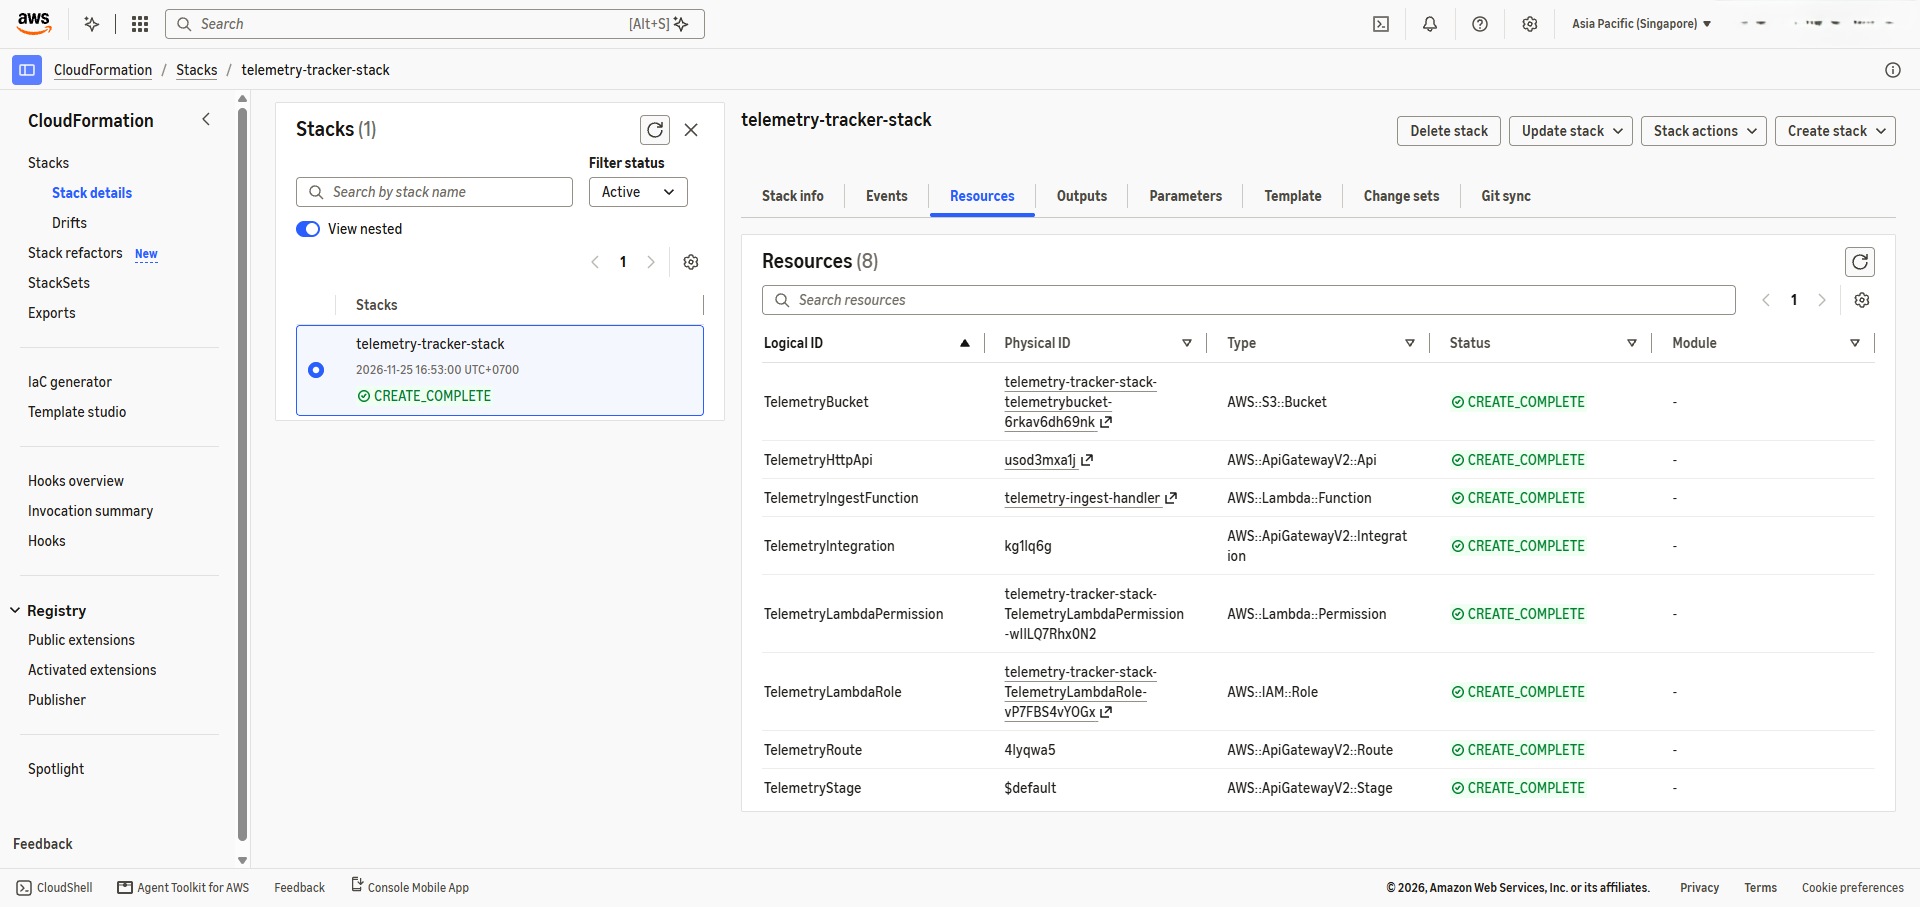 aws
Search [Alt+S]
Asia Pacific (Singapore)
CloudFormation / Stacks / telemetry-tracker-stack
CloudFormation
Stacks
Stack details
Drifts
Stack refactors New
StackSets
Exports
IaC generator
Template studio
Hooks overview
Invocation summary
Hooks
Registry
Public extensions
Activated extensions
Publisher
Spotlight
Feedback
Stacks (1)
Filter status
Search by stack name
Active
View nested
1
Stacks
telemetry-tracker-stack
2026-11-25 16:53:00 UTC+0700
CREATE_COMPLETE
telemetry-tracker-stack
Delete stack Update stack Stack actions Create stack
Stack info Events Resources Outputs Parameters Template Change sets Git sync
Resources (8)
Search resources
1
Logical ID Physical ID Type Status Module
TelemetryBucket telemetry-tracker-stack-
telemetrybucket-
6rkav6dh69nk AWS::S3::Bucket CREATE_COMPLETE -
TelemetryHttpApi usod3mxa1j AWS::ApiGatewayV2::Api CREATE_COMPLETE -
TelemetryIngestFunction telemetry-ingest-handler AWS::Lambda::Function CREATE_COMPLETE -
TelemetryIntegration kg1lq6g AWS::ApiGatewayV2::Integrat
ion CREATE_COMPLETE -
TelemetryLambdaPermission telemetry-tracker-stack-
TelemetryLambdaPermission
AWS::Lambda::Permission CREATE_COMPLETE -
TelemetryLambdaRole telemetry-tracker-stack-
TelemetryLambdaRole-
vP7FBS4vYOGx AWS::IAM::Role CREATE_COMPLETE -
TelemetryRoute 4lyqwa5 AWS::ApiGatewayV2::Route CREATE_COMPLETE -
TelemetryStage $default AWS::ApiGatewayV2::Stage CREATE_COMPLETE -
CloudShell Agent Toolkit for AWS Feedback Console Mobile App
© 2026, Amazon Web Services, Inc. or its affiliates. Privacy Terms Cookie preferences